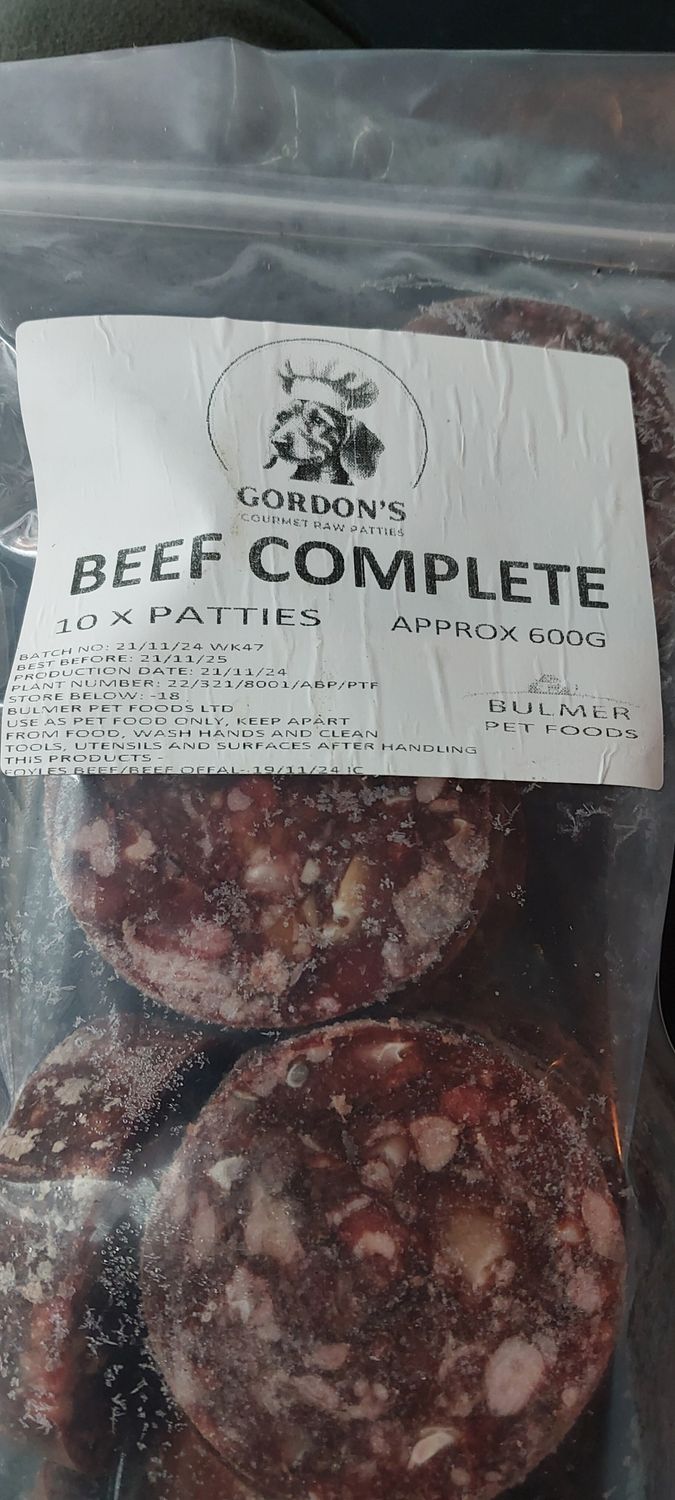 GORDON'S
GOURMET RAW PATTIES
BEEF COMPLETE
10 X PATTIES APPROX 600G
BATCH NO: 21/11/24 WK47
BEST BEFORE: 21/11/25
PRODUCTION DATE: 21/11/24
PLANT NUMBER: 22/321/8001/ABP/PTF
STORE BELOW: -18
BULMER PET FOODS LTD
USE AS PET FOOD ONLY, KEEP APART
FROM FOOD, WASH HANDS AND CLEAN
TOOLS, UTENSILS AND SURFACES AFTER HANDLING
THIS PRODUCTS -
FOYLES BEEF/BEEF OFFAL- 19/11/24 IC
BULMER
PET FOODS